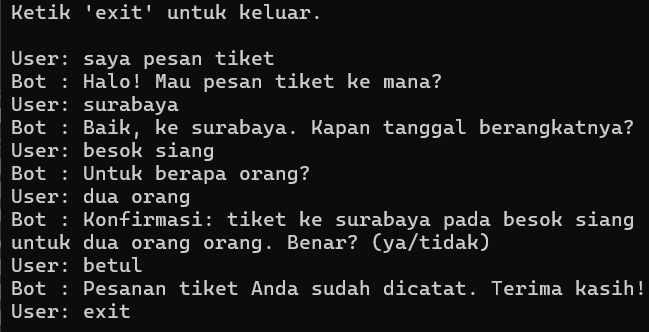 Ketik 'exit' untuk keluar.
User: saya pesan tiket
Bot : Halo! Mau pesan tiket ke mana?
User: surabaya
Bot : Baik, ke surabaya. Kapan tanggal berangkatnya?
User: besok siang
Bot : Untuk berapa orang?
User: dua orang
Bot : Konfirmasi: tiket ke surabaya pada besok siang
untuk dua orang orang. Benar? (ya/tidak)
User: betul
Bot : Pesanan tiket Anda sudah dicatat. Terima kasih!
User: exit